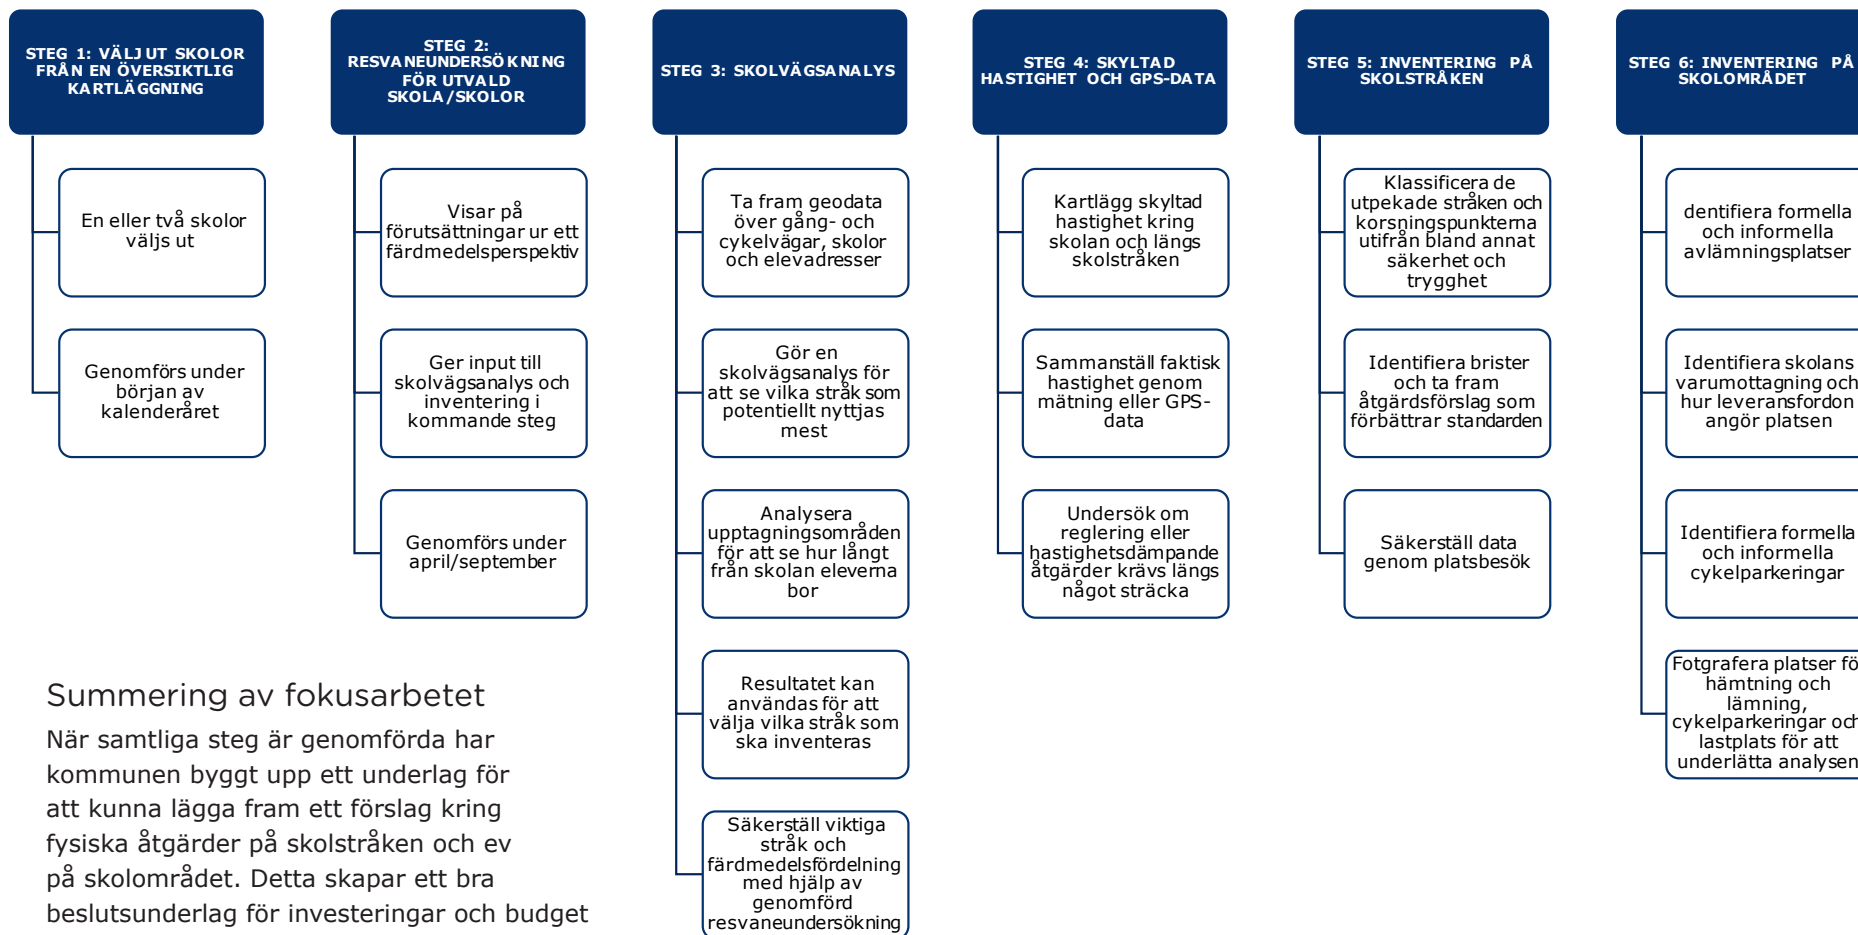 STEG 1: VÄLJ UT SKOLOR
FRÅN EN ÖVERSIKTLIG
KARTLÄGGNING
En eller två skolor
väljs ut
Genomförs under
början av
kalenderåret
STEG 2:
RESVANEUNDERSÖKNING
FÖR UTVALD
SKOLA/SKOLOR
Visar på
förutsättningar ur ett
färdmedelsperspektiv
Ger input till
skolvägsanalys och
inventering i
kommande steg
Genomförs under
april/september
STEG 3: SKOLVÄGSANALYS
Ta fram geodata
över gång- och
cykelvägar, skolor
och elevadresser
Gör en
skolvägsanalys för
att se vilka stråk som
potentiellt nyttjas
mest
Analysera
upptagningsområden
för att se hur långt
från skolan eleverna
bor
Resultatet kan
användas för att
välja vilka stråk som
ska inventeras
Säkerställ viktiga
stråk och
färdmedelsfördelning
med hjälp av
genomförd
resvaneundersökning
STEG 4: SKYLTAD
HASTIGHET OCH GPS-DATA
Kartlägg skyltad
hastighet kring
skolan och längs
skolstråken
Sammanställ faktisk
hastighet genom
mätning eller GPS-
data
Undersök om
reglering eller
hastighetsdämpande
åtgärder krävs längs
något sträcka
STEG 5: INVENTERING PÅ
SKOLSTRÅKEN
Klassificera de
utpekade stråken och
korsningspunkterna
utifrån bland annat
säkerhet och
trygghet
Identifiera brister
och ta fram
åtgärdsförslag som
förbättrar standarden
Säkerställ data
genom platsbesök
STEG 6: INVENTERING PÅ
SKOLOMRÅDET
dentifiera formella
och informella
avlämningsplatser
Identifiera skolans
varumottagning och
hur leveransfordon
angör platsen
Identifiera formella
och informella
cykelparkeringar
Fotgrafera platser fö
hämtning och
lämning,
cykelparkeringar och
lastplats för att
underlätta analysen
Summering av fokusarbetet
När samtliga steg är genomförda har
kommunen byggt upp ett underlag för
att kunna lägga fram ett förslag kring
fysiska åtgärder på skolstråken och ev
på skolområdet. Detta skapar ett bra
beslutsunderlag för investeringar och budget